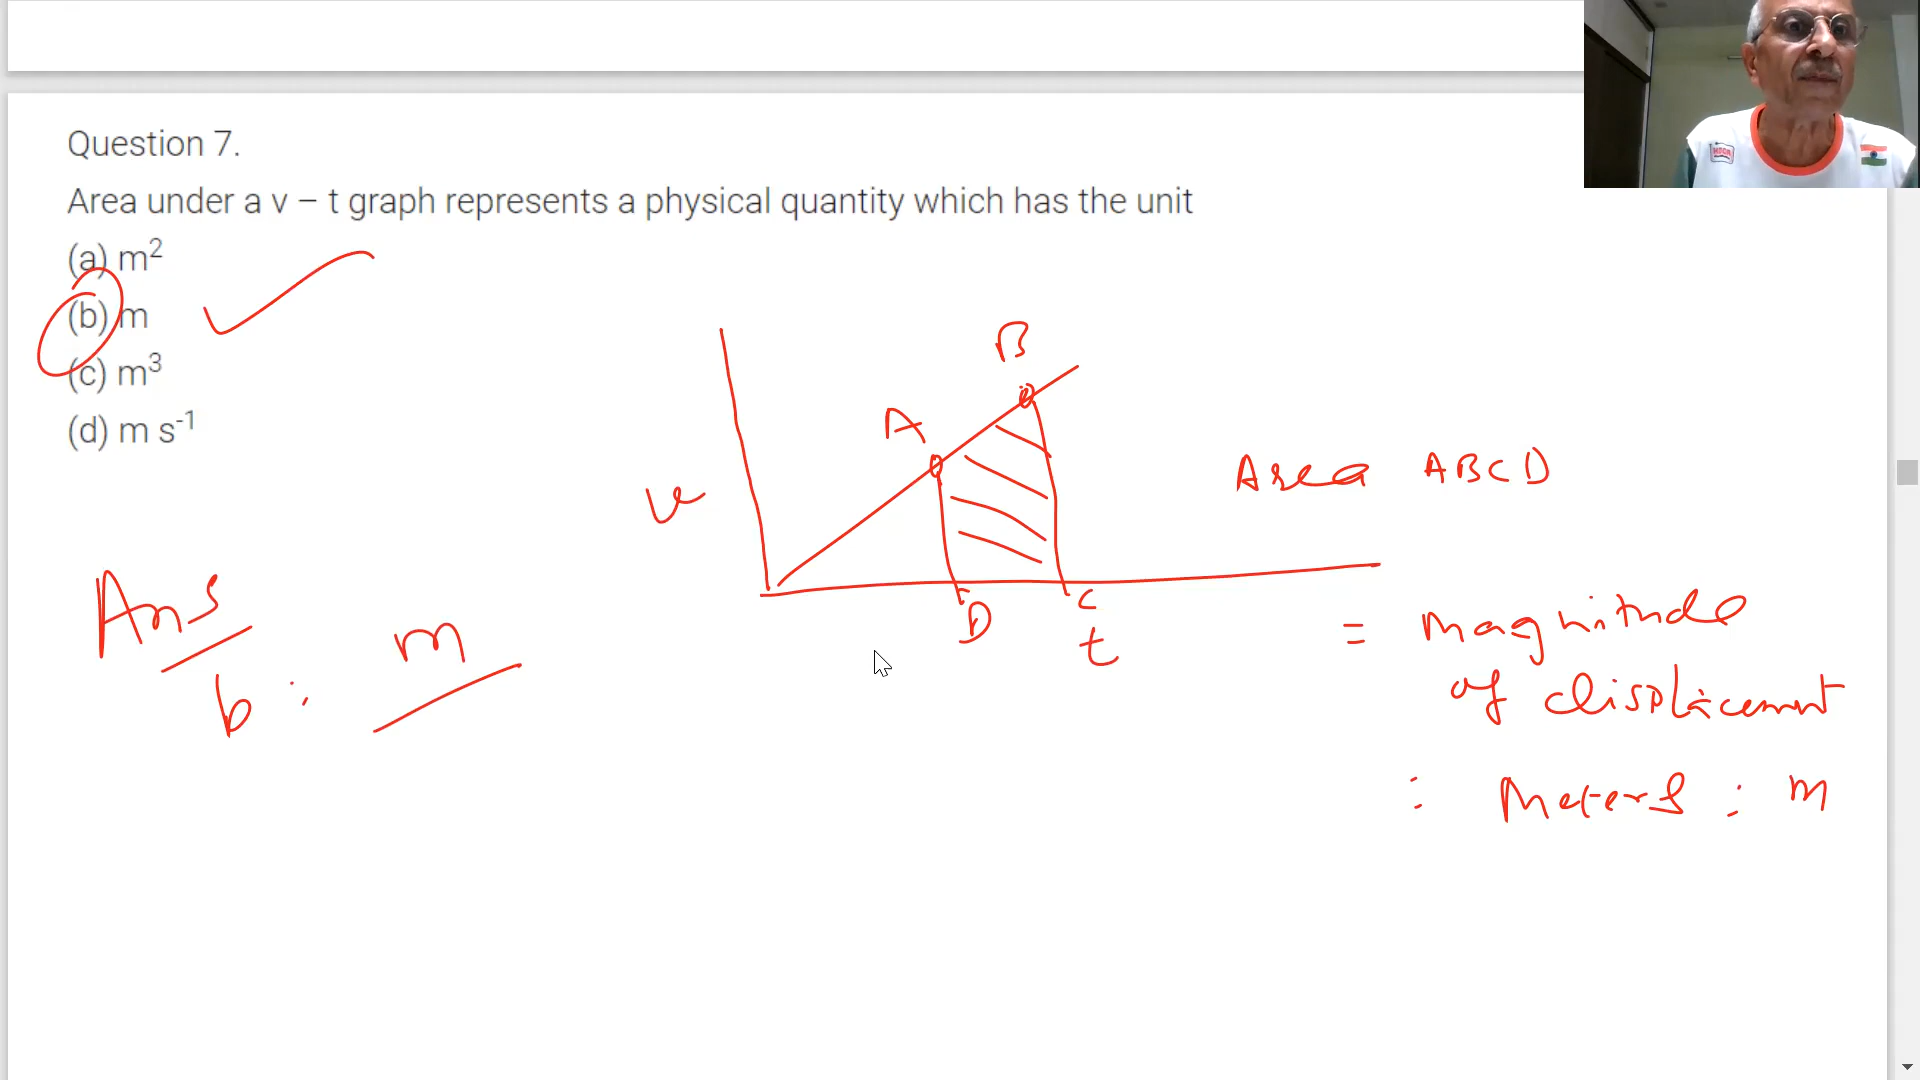 Question 7.
Area under a v – t graph represents a physical quantity which has the unit
(a) m²
(b) m
(c) m³
(d) m s⁻¹
B
A
v
Area ABCD
D
C
t
= Magnitude
of displacement
: Meters : m
Ans
b : m